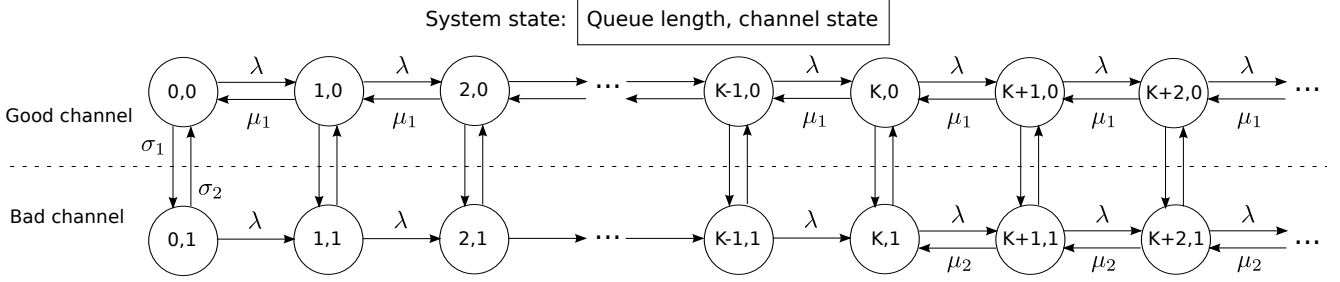 System state: Queue length, channel state
λ λ λ λ λ λ
0,0 1,0 2,0 ... K-1,0 K,0 K+1,0 K+2,0 ...
Good channel
μ₁ μ₁ μ₁ μ₁ μ₁ μ₁
σ₁
σ₂
Bad channel
λ λ λ λ λ λ
0,1 1,1 2,1 ... K-1,1 K,1 K+1,1 K+2,1 ...
μ₂ μ₂ μ₂